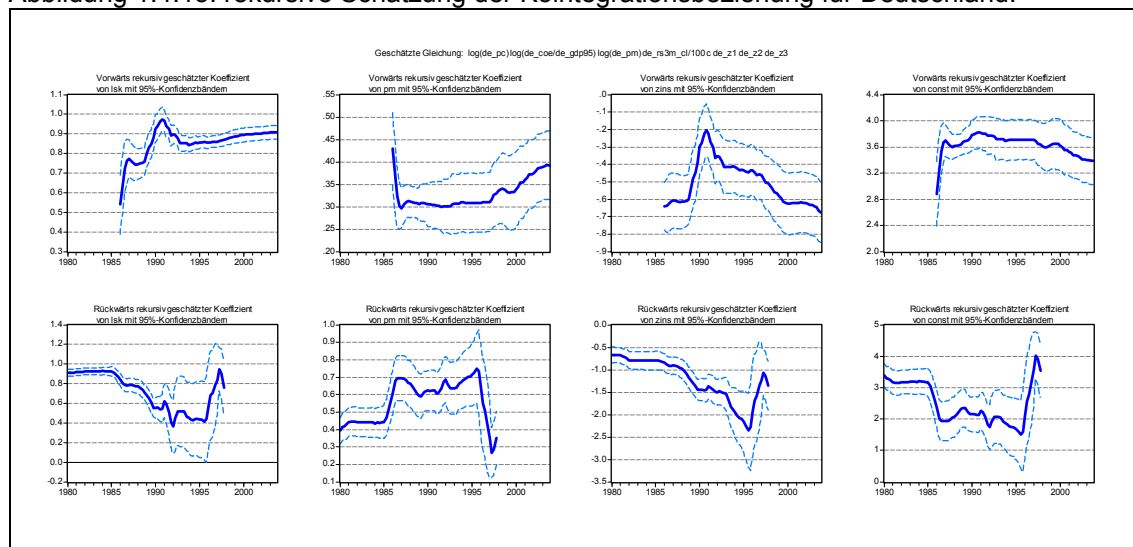 Abbildung 1.4.10: rekursive Schätzung der Kointegrationsbeziehung für Deutschland.
Geschätzte Gleichung: log(de_pc) log(de_coe/de_gdp95) log(de_pm) de_rs3m_cl/100 c de_z1 de_z2 de_z3
Vorwärts rekursiv geschätzter Koeffizient
von lsk mit 95%-Konfidenzbändern
1.1
1.0
0.9
0.8
0.7
0.6
0.5
0.4
0.3
1980 1985 1990 1995 2000
Vorwärts rekursiv geschätzter Koeffizient
von pm mit 95%-Konfidenzbändern
.55
.50
.45
.40
.35
.30
.25
.20
1980 1985 1990 1995 2000
Vorwärts rekursiv geschätzter Koeffizient
von zins mit 95%-Konfidenzbändern
.0
-.1
-.2
-.3
-.4
-.5
-.6
-.7
-.8
-.9
1980 1985 1990 1995 2000
Vorwärts rekursiv geschätzter Koeffizient
von const mit 95%-Konfidenzbändern
4.4
4.0
3.6
3.2
2.8
2.4
2.0
1980 1985 1990 1995 2000
Rückwärts rekursiv geschätzter Koeffizient
von lsk mit 95%-Konfidenzbändern
1.4
1.2
1.0
0.8
0.6
0.4
0.2
0.0
-0.2
1980 1985 1990 1995 2000
Rückwärts rekursiv geschätzter Koeffizient
von pm mit 95%-Konfidenzbändern
1.0
0.9
0.8
0.7
0.6
0.5
0.4
0.3
0.2
0.1
1980 1985 1990 1995 2000
Rückwärts rekursiv geschätzter Koeffizient
von zins mit 95%-Konfidenzbändern
0.0
-0.5
-1.0
-1.5
-2.0
-2.5
-3.0
-3.5
1980 1985 1990 1995 2000
Rückwärts rekursiv geschätzter Koeffizient
von const mit 95%-Konfidenzbändern
5
4
3
2
1
0
1980 1985 1990 1995 2000